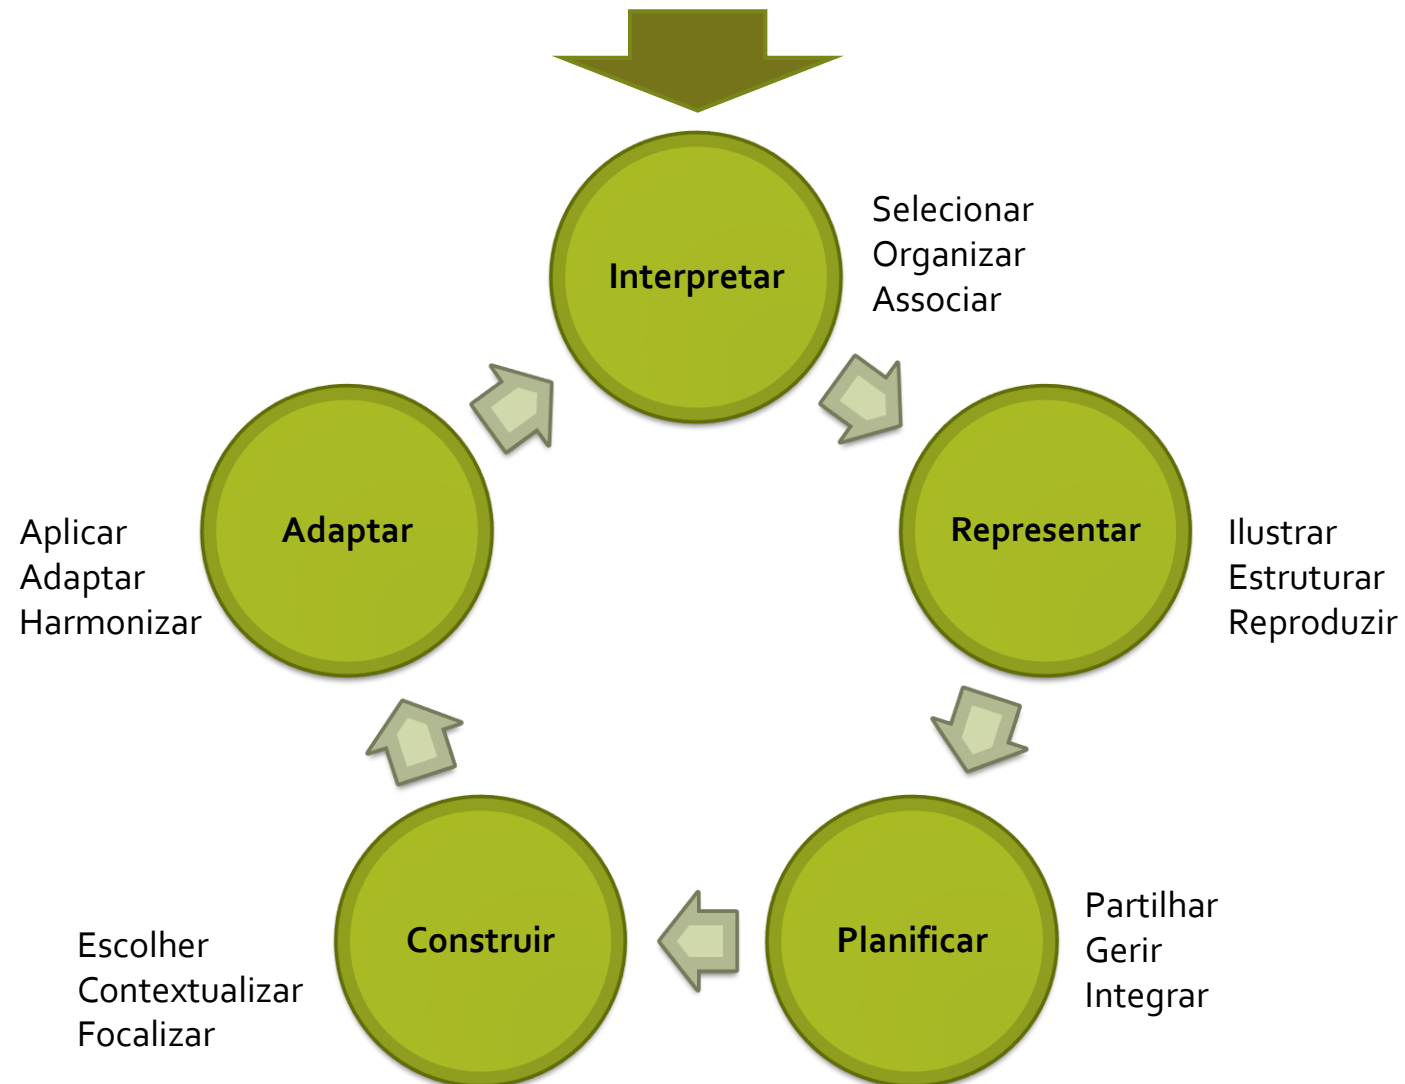 Interpretar
Selecionar
Organizar
Associar
Representar
Ilustrar
Estruturar
Reproduzir
Planificar
Partilhar
Gerir
Integrar
Construir
Escolher
Contextualizar
Focalizar
Adaptar
Aplicar
Adaptar
Harmonizar